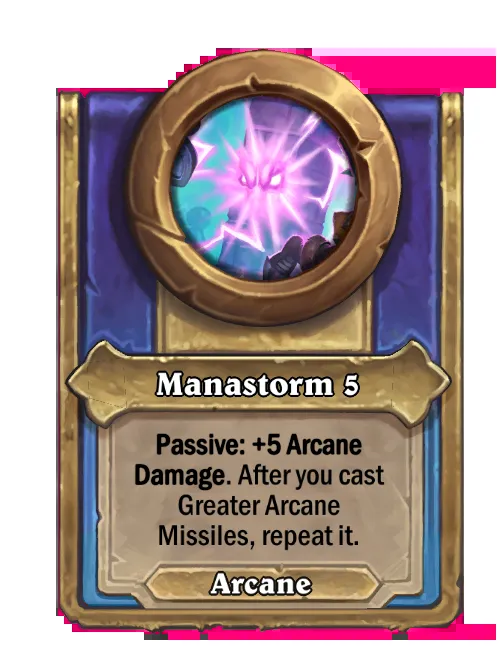 Manastorm 5
Passive: +5 Arcane
Damage. After you cast
Greater Arcane
Missiles, repeat it.
Arcane